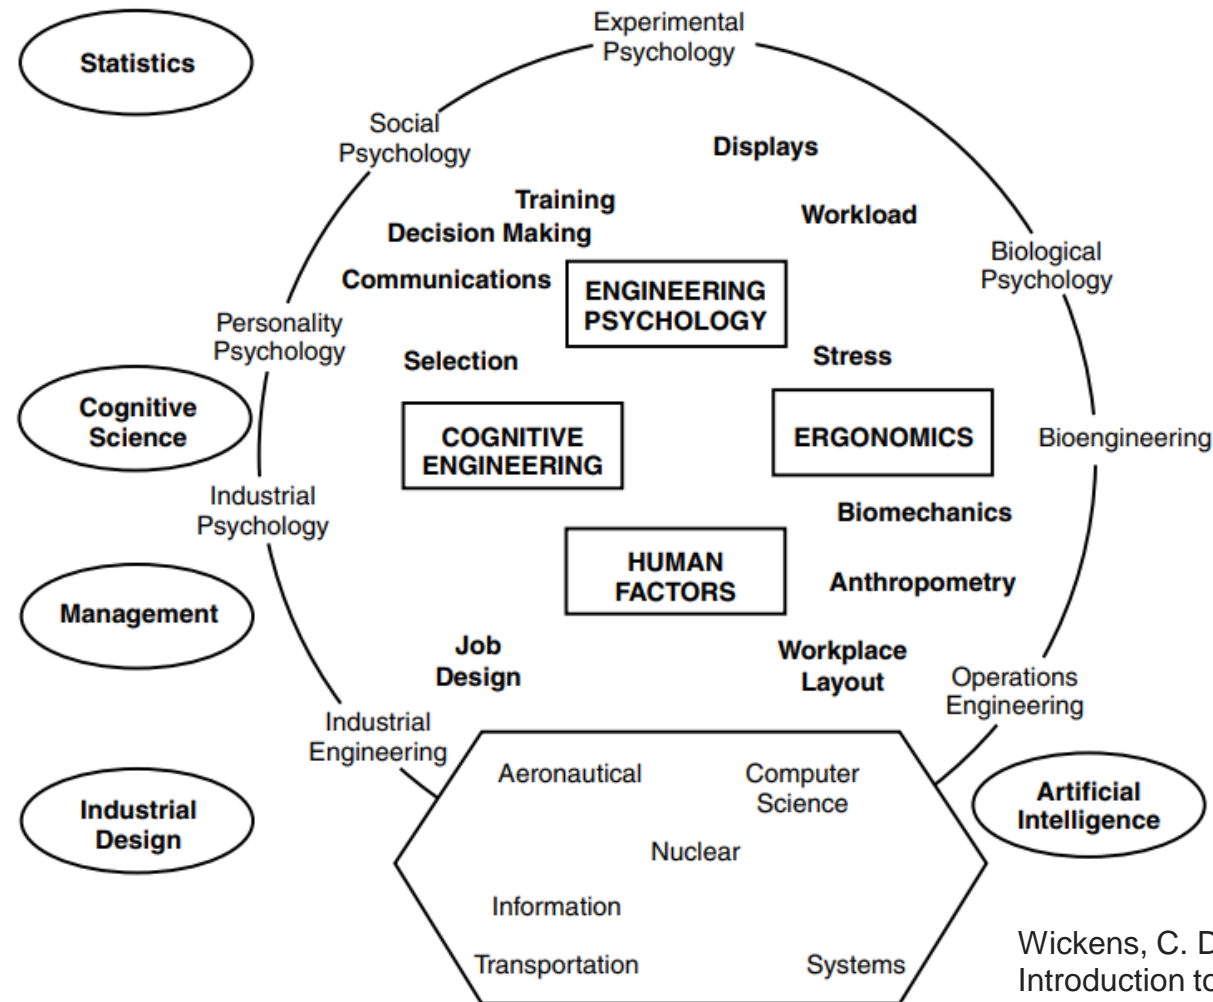 Experimental
Psychology
Statistics
Social
Psychology
Displays
Training
Workload
Decision Making
Biological
Psychology
Communications
ENGINEERING
PSYCHOLOGY
Personality
Psychology
Selection
Stress
Cognitive
Science
COGNITIVE
ENGINEERING
ERGONOMICS
Bioengineering
Industrial
Psychology
Biomechanics
HUMAN
FACTORS
Anthropometry
Management
Job
Design
Workplace
Layout
Operations
Engineering
Industrial
Engineering
Aeronautical
Computer
Science
Industrial
Design
Artificial
Intelligence
Nuclear
Information
Transportation
Systems
Wickens, C. D
Introduction to